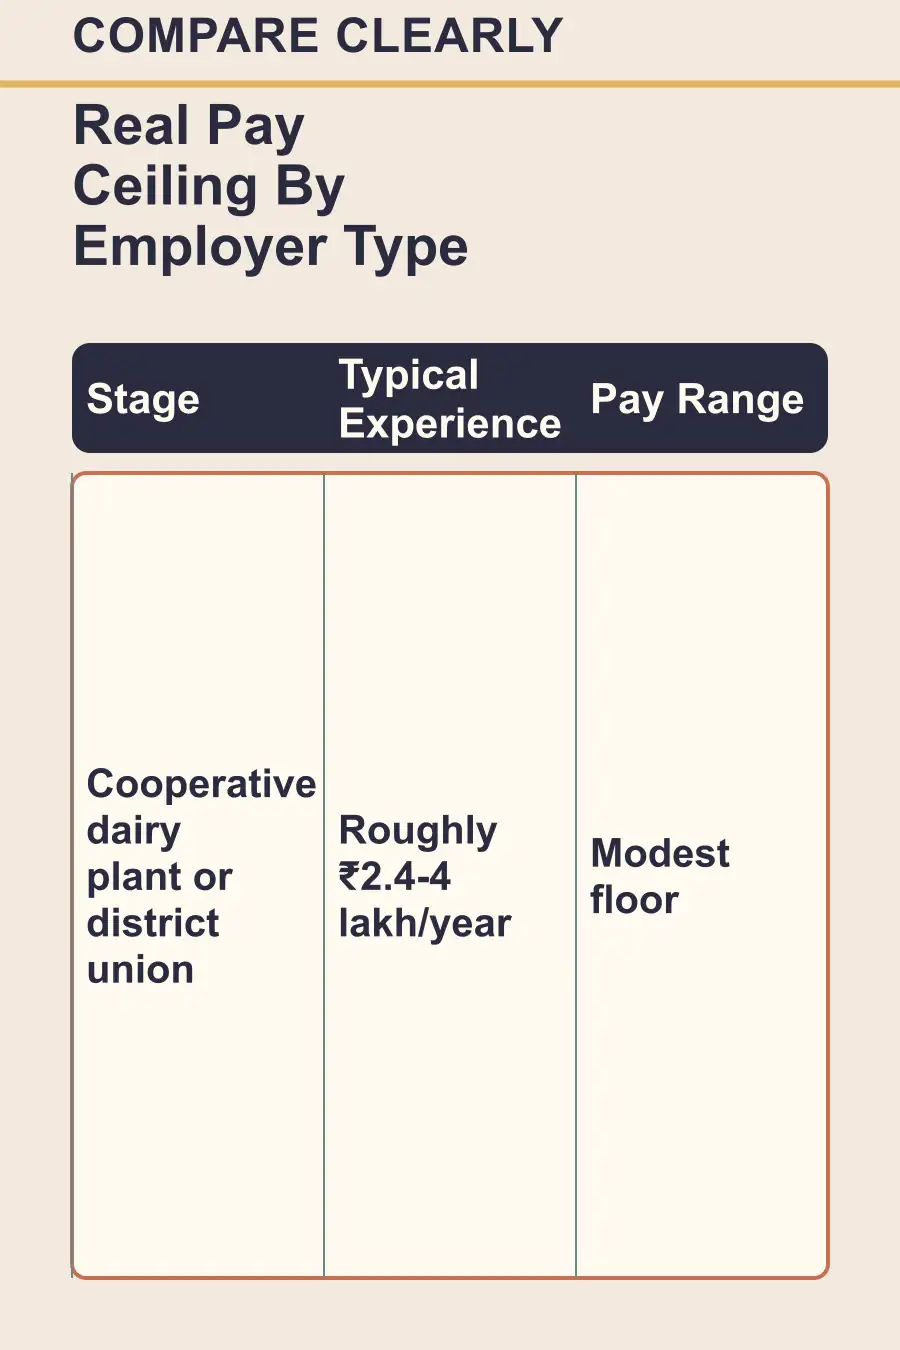 COMPARE CLEARLY
Real Pay
Ceiling By
Employer Type
Stage
Typical
Experience
Pay Range
Cooperative
dairy
plant or
district
union
Roughly
₹2.4-4
lakh/year
Modest
floor